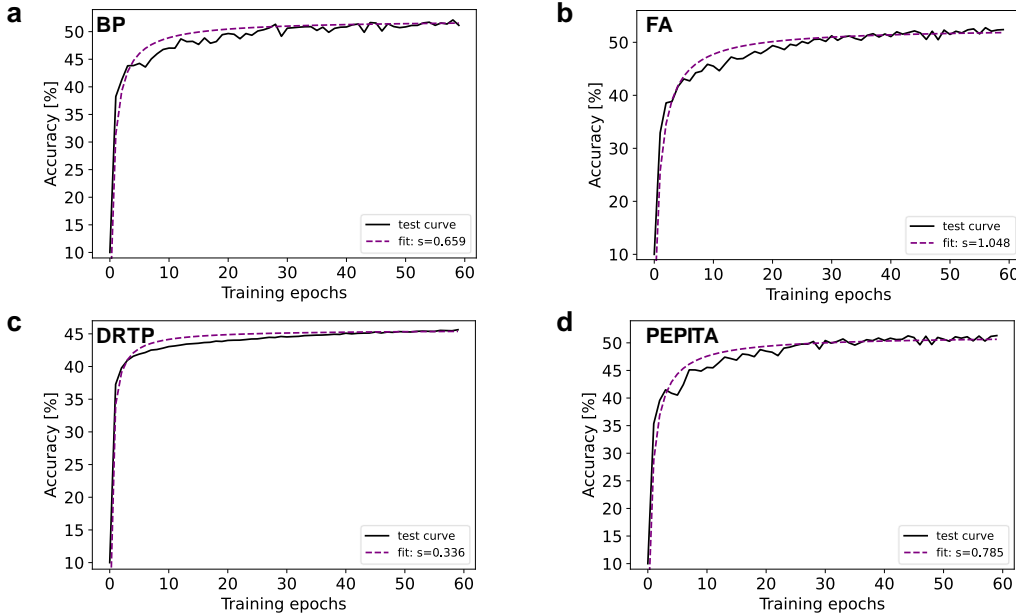 a
BP
Accuracy [%]
50
45
40
35
30
25
20
15
10
test curve
fit: s=0.659
0 10 20 30 40 50 60
Training epochs
b
FA
Accuracy [%]
50
40
30
20
10
test curve
fit: s=1.048
0 10 20 30 40 50 60
Training epochs
c
DRTP
Accuracy [%]
45
40
35
30
25
20
15
10
test curve
fit: s=0.336
0 10 20 30 40 50 60
Training epochs
d
PEPITA
Accuracy [%]
50
45
40
35
30
25
20
15
10
test curve
fit: s=0.785
0 10 20 30 40 50 60
Training epochs